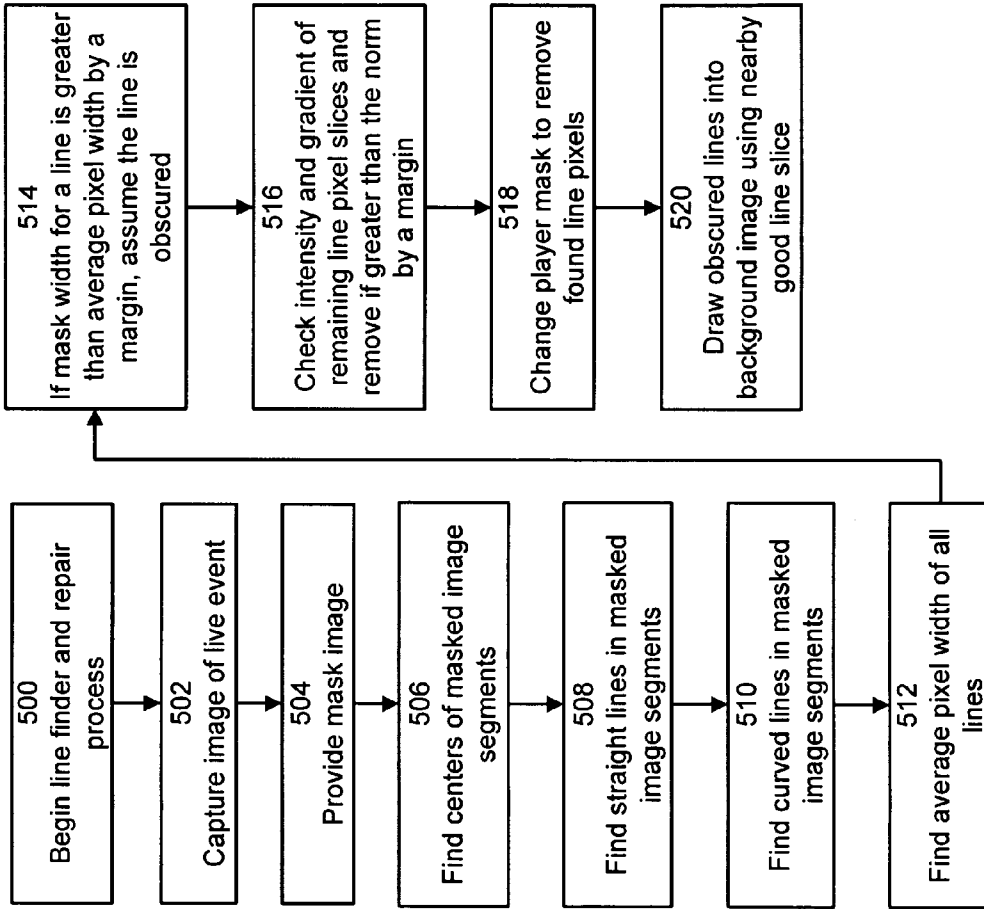 500
Begin line finder and repair
process
502
Capture image of live event
504
Provide mask image
506
Find centers of masked image
segments
508
Find straight lines in masked
image segments
510
Find curved lines in masked
image segments
512
Find average pixel width of all
lines
514
If mask width for a line is greater
than average pixel width by a
margin, assume the line is
obscured
516
Check intensity and gradient of
remaining line pixel slices and
remove if greater than the norm
by a margin
518
Change player mask to remove
found line pixels
520
Draw obscured lines into
background image using nearby
good line slice